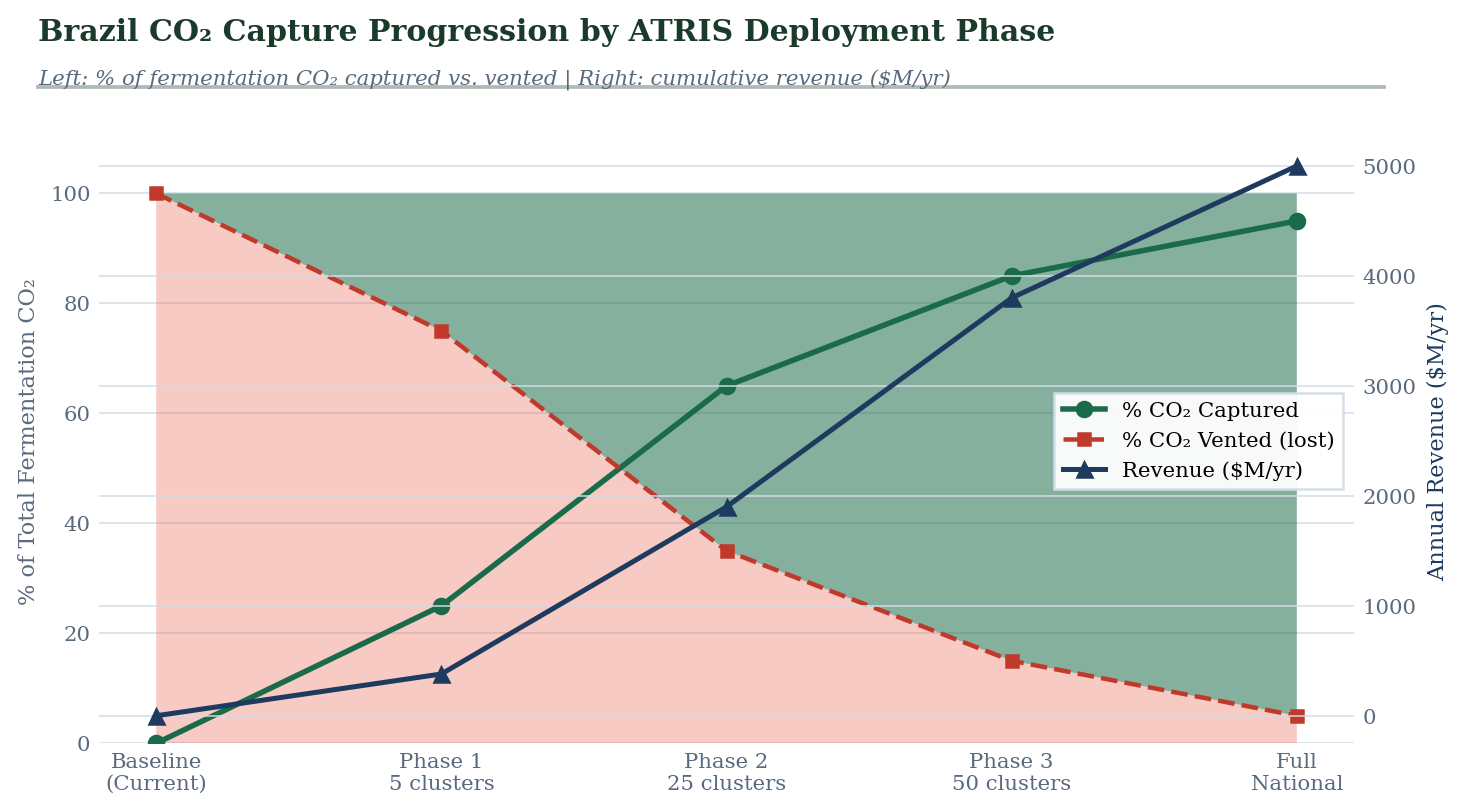 Brazil CO₂ Capture Progression by ATRIS Deployment Phase
Left: % of fermentation CO₂ captured vs. vented | Right: cumulative revenue ($M/yr)
% of Total Fermentation CO₂
100
80
60
40
20
0
5000
4000
3000
2000
1000
0
Annual Revenue ($M/yr)
% CO₂ Captured
% CO₂ Vented (lost)
Revenue ($M/yr)
Baseline
(Current)
Phase 1
5 clusters
Phase 2
25 clusters
Phase 3
50 clusters
Full
National